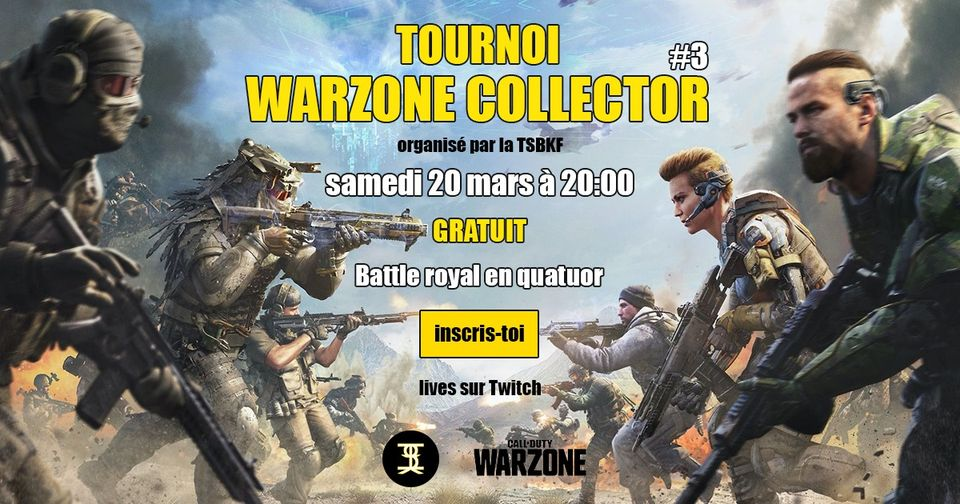 TOURNOI
#3
WARZONE COLLECTOR
organisé par la TSBKF
samedi 20 mars à 20:00
GRATUIT
Battle royal en quatuor
inscris-toi
lives sur Twitch
CALL OF DUTY
WARZONE